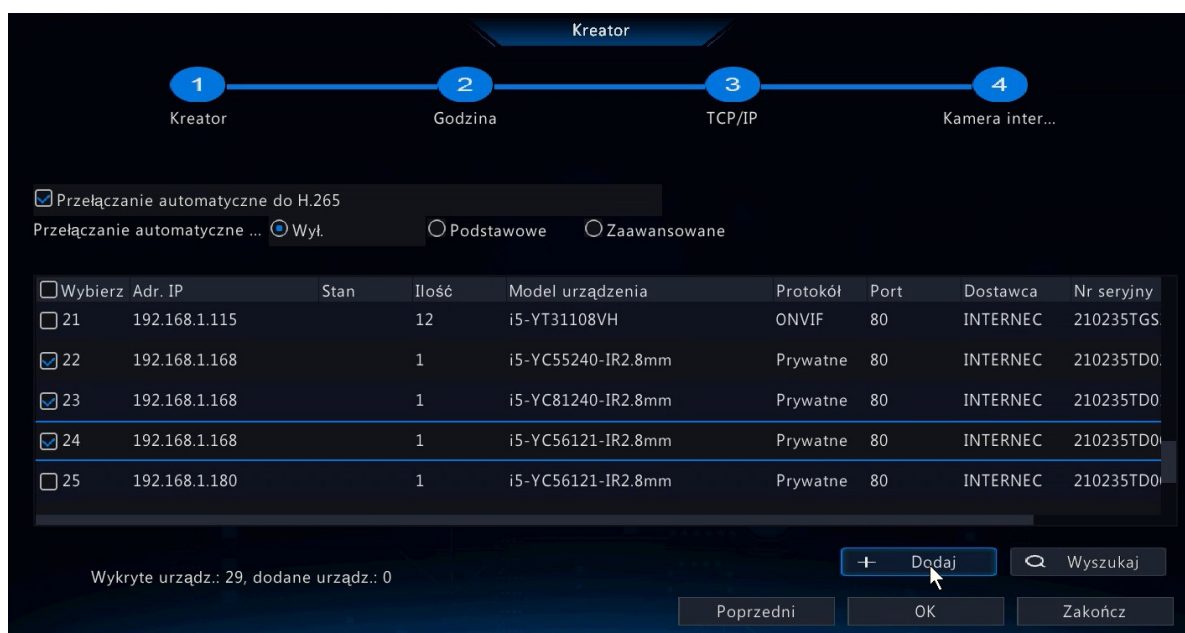 Kreator
1 2 3 4
Kreator Godzina TCP/IP Kamera inter...
Przełączanie automatyczne do H.265
Przełączanie automatyczne ... Wył. Podstawowe Zaawansowane
Wybierz Adr. IP Stan Ilość Model urządzenia Protokół Port Dostawca Nr seryjny
21 192.168.1.115 12 i5-YT31108VH ONVIF 80 INTERNEC 210235TGS
22 192.168.1.168 1 i5-YC55240-IR2.8mm Prywatne 80 INTERNEC 210235TD0
23 192.168.1.168 1 i5-YC81240-IR2.8mm Prywatne 80 INTERNEC 210235TD0
24 192.168.1.168 1 i5-YC56121-IR2.8mm Prywatne 80 INTERNEC 210235TD0
25 192.168.1.180 1 i5-YC56121-IR2.8mm Prywatne 80 INTERNEC 210235TD0
Dodaj Wyszukaj
Wykryte urządz.: 29, dodane urządz.: 0
Poprzedni OK Zakończ